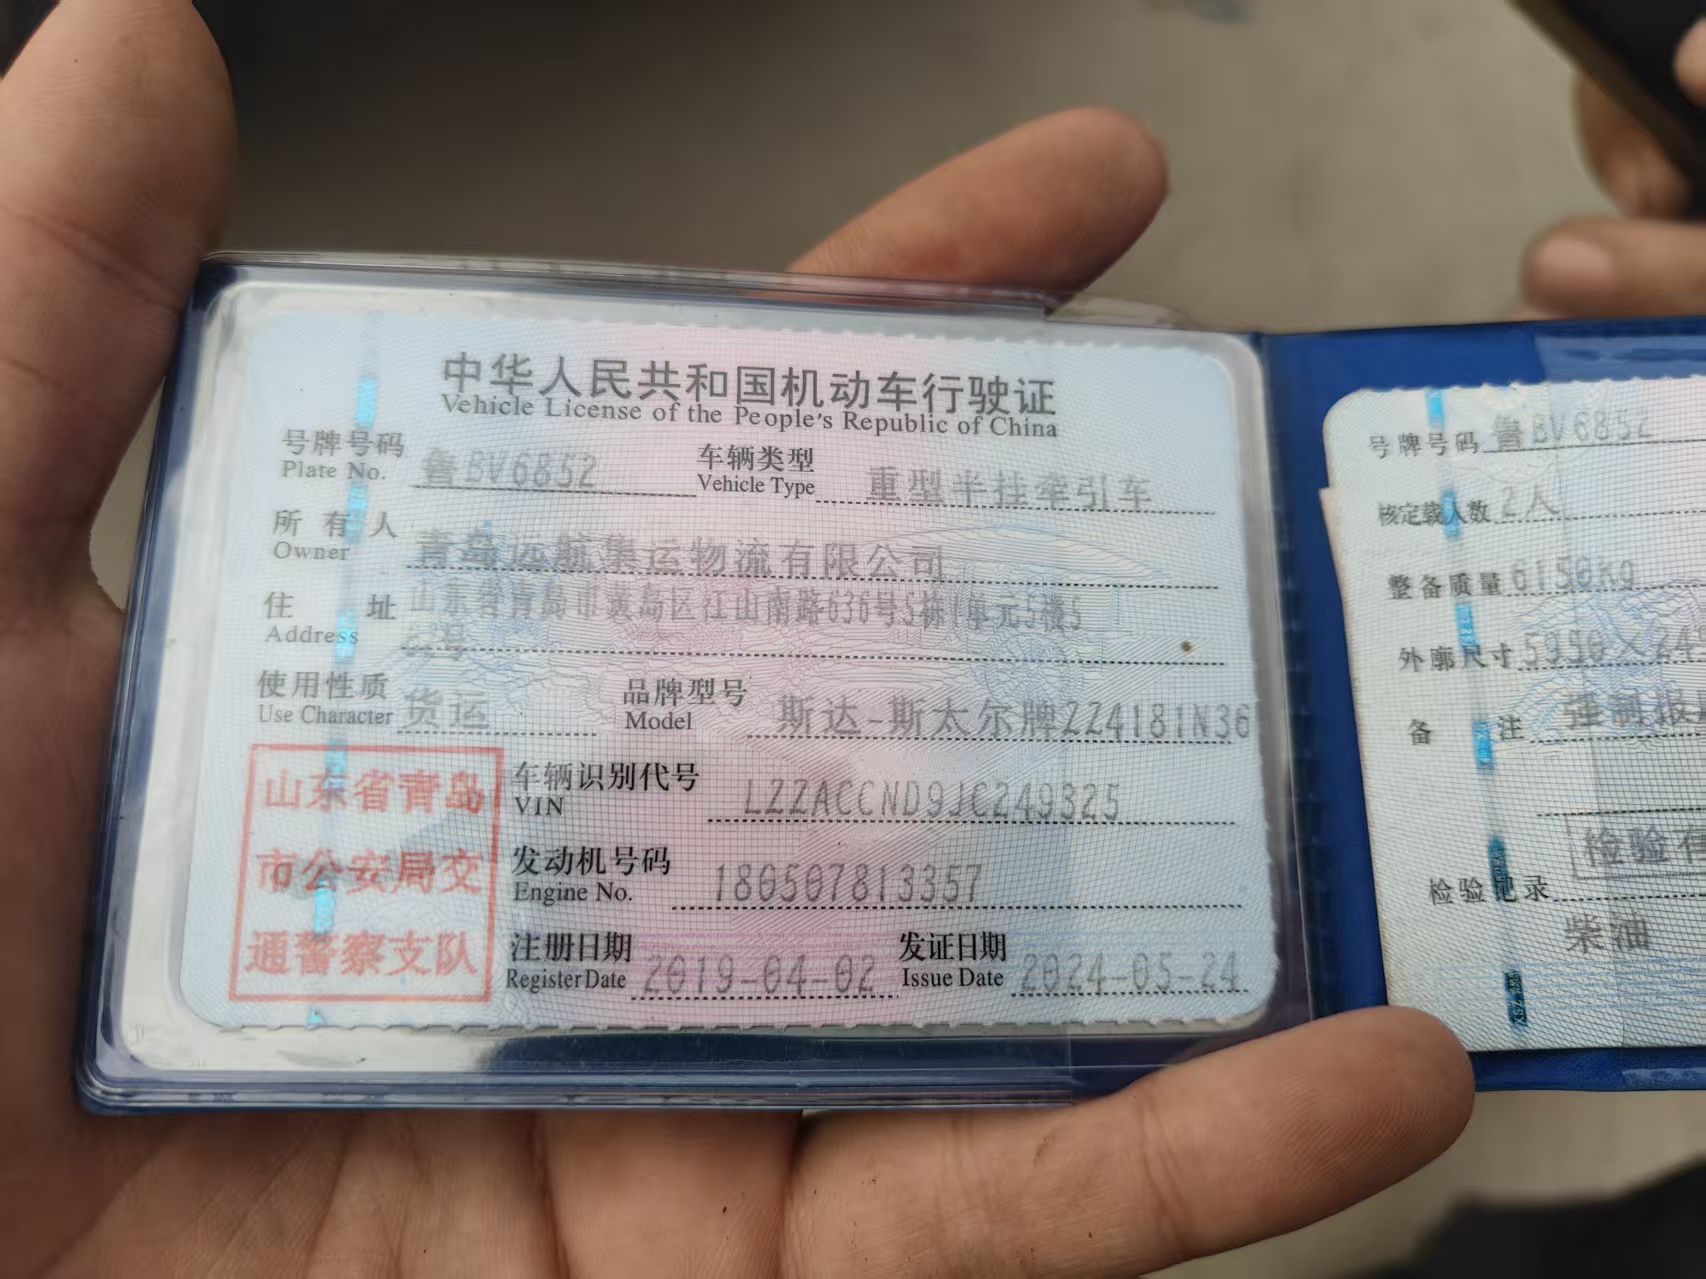 中华人民共和国机动车行驶证
Vehicle License of the People's Republic of China
号牌号码 鲁BV6852 车辆类型 重型半挂牵引车
Plate No. Vehicle Type
所有人 青岛远航集运物流有限公司
Owner
住址 山东省青岛市黄岛区江山南路636号5栋1单元5楼5
Address 号
使用性质 货运 品牌型号 斯达-斯太尔牌ZZ4181N36
Use Character Model
车辆识别代号 LZZACCND9JC249325
VIN
发动机号码 180507813357
Engine No.
注册日期 2019-04-02 发证日期 2024-05-24
Register Date Issue Date
山东省青岛
市公安局交
通警察支队
号牌号码 鲁BV6852
核定载人数 2人
整备质量 6150kg
外廓尺寸 5990×24
备注 强制报
检验有
检验记录
柴油